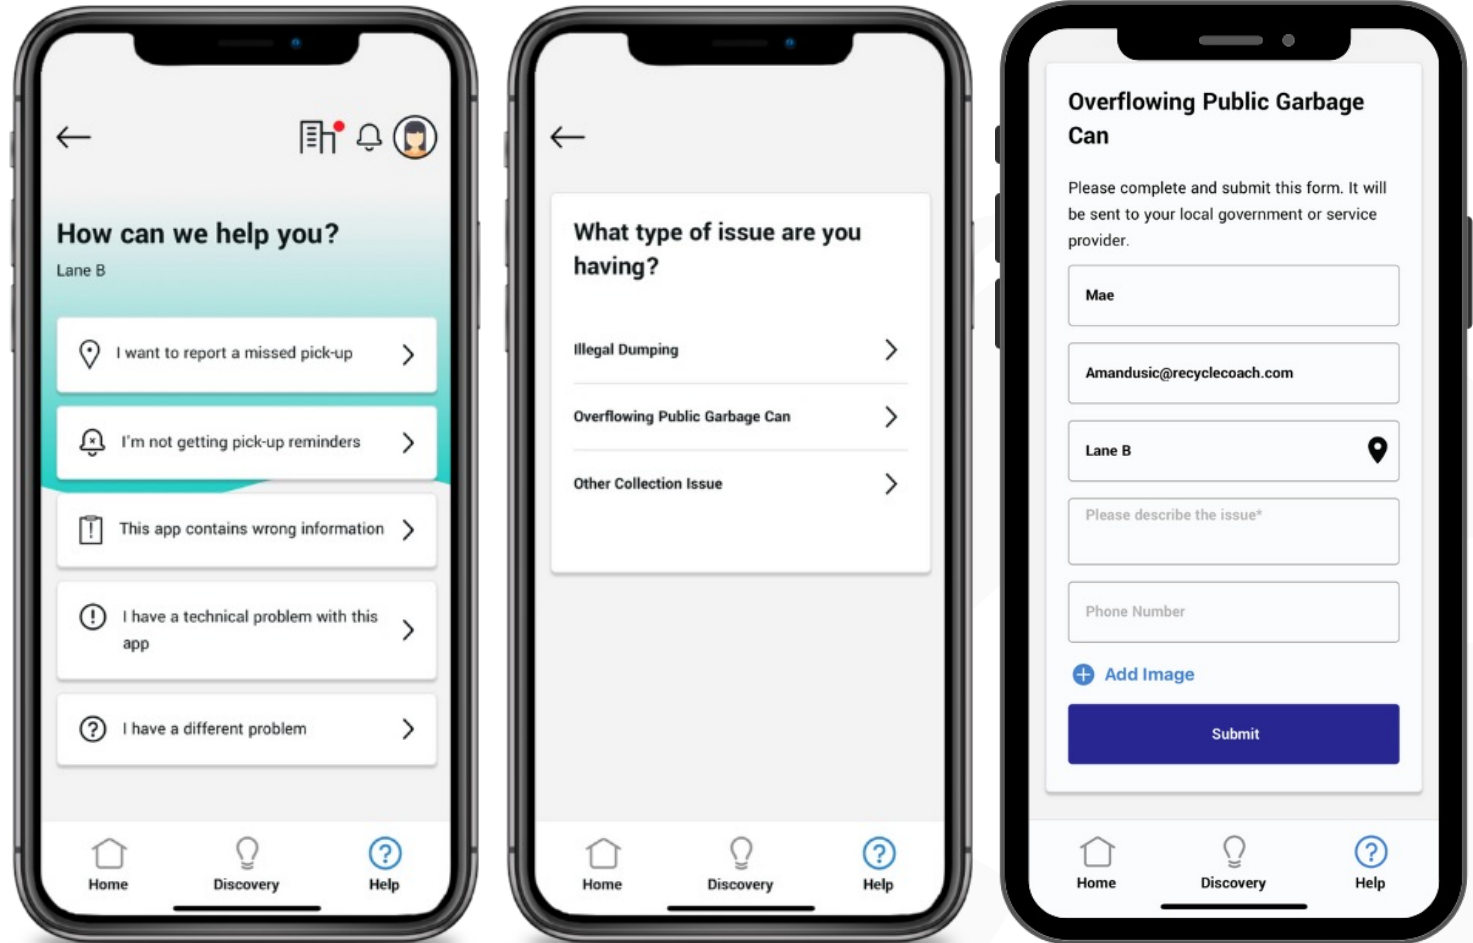 How can we help you?
Lane B
I want to report a missed pick-up
I'm not getting pick-up reminders
This app contains wrong information
I have a technical problem with this
app
I have a different problem
Home
Discovery
Help
What type of issue are you
having?
Illegal Dumping
Overflowing Public Garbage Can
Other Collection Issue
Home
Discovery
Help
Overflowing Public Garbage
Can
Please complete and submit this form. It will
be sent to your local government or service
provider.
Mae
Amandusic@recyclecoach.com
Lane B
Please describe the issue*
Phone Number
Add Image
Submit
Home
Discovery
Help